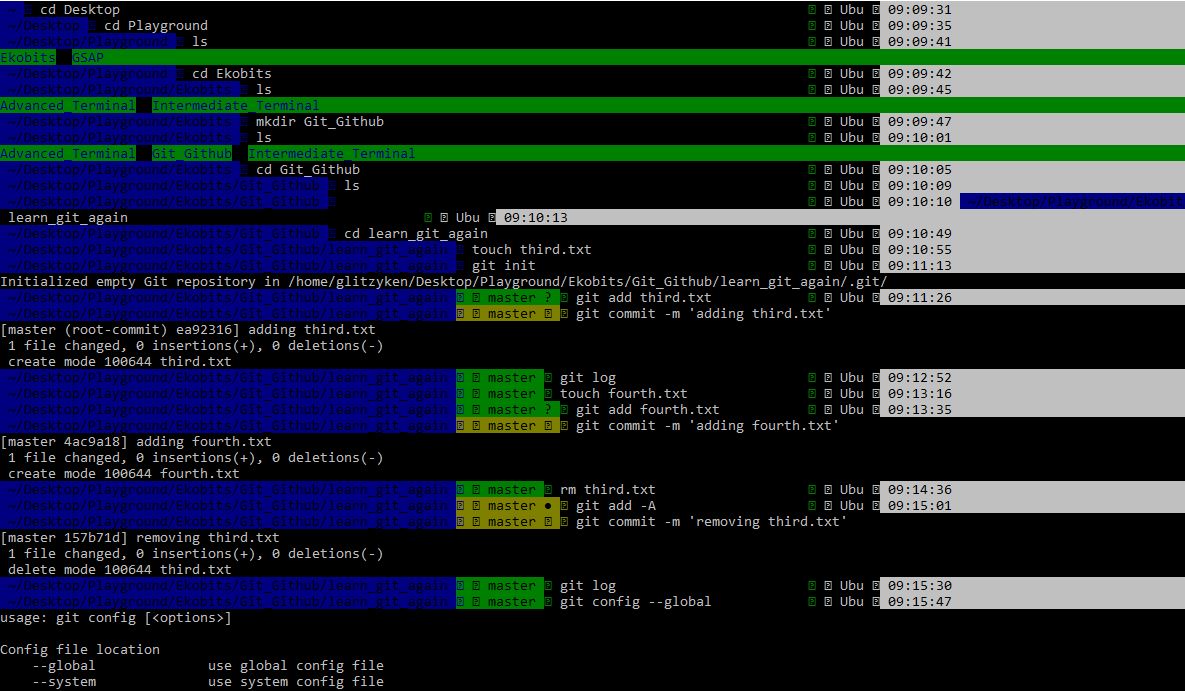 ~ cd Desktop Ubu 09:09:31
~/Desktop cd Playground Ubu 09:09:35
~/Desktop/Playground ls Ubu 09:09:41
Ekobits GSAP
~/Desktop/Playground cd Ekobits Ubu 09:09:42
~/Desktop/Playground/Ekobits ls Ubu 09:09:45
Advanced_Terminal Intermediate_Terminal
~/Desktop/Playground/Ekobits mkdir Git_Github Ubu 09:09:47
~/Desktop/Playground/Ekobits ls Ubu 09:10:01
Advanced_Terminal Git_Github Intermediate_Terminal
~/Desktop/Playground/Ekobits cd Git_Github Ubu 09:10:05
~/Desktop/Playground/Ekobits/Git_Github ls Ubu 09:10:09
~/Desktop/Playground/Ekobits/Git_Github Ubu 09:10:10 ~/Desktop/Playground/Ekobit
learn_git_again Ubu 09:10:13
~/Desktop/Playground/Ekobits/Git_Github cd learn_git_again Ubu 09:10:49
~/Desktop/Playground/Ekobits/Git_Github/learn_git_again touch third.txt Ubu 09:10:55
~/Desktop/Playground/Ekobits/Git_Github/learn_git_again git init Ubu 09:11:13
Initialized empty Git repository in /home/glitzyken/Desktop/Playground/Ekobits/Git_Github/learn_git_again/.git/
~/Desktop/Playground/Ekobits/Git_Github/learn_git_again master ? git add third.txt Ubu 09:11:26
~/Desktop/Playground/Ekobits/Git_Github/learn_git_again master git commit -m 'adding third.txt'
[master (root-commit) ea92316] adding third.txt
1 file changed, 0 insertions(+), 0 deletions(-)
create mode 100644 third.txt
~/Desktop/Playground/Ekobits/Git_Github/learn_git_again master git log Ubu 09:12:52
~/Desktop/Playground/Ekobits/Git_Github/learn_git_again master touch fourth.txt Ubu 09:13:16
~/Desktop/Playground/Ekobits/Git_Github/learn_git_again master ? git add fourth.txt Ubu 09:13:35
~/Desktop/Playground/Ekobits/Git_Github/learn_git_again master git commit -m 'adding fourth.txt'
[master 4ac9a18] adding fourth.txt
1 file changed, 0 insertions(+), 0 deletions(-)
create mode 100644 fourth.txt
~/Desktop/Playground/Ekobits/Git_Github/learn_git_again master rm third.txt Ubu 09:14:36
~/Desktop/Playground/Ekobits/Git_Github/learn_git_again master ● git add -A Ubu 09:15:01
~/Desktop/Playground/Ekobits/Git_Github/learn_git_again master git commit -m 'removing third.txt'
[master 157b71d] removing third.txt
1 file changed, 0 insertions(+), 0 deletions(-)
delete mode 100644 third.txt
~/Desktop/Playground/Ekobits/Git_Github/learn_git_again master git log Ubu 09:15:30
~/Desktop/Playground/Ekobits/Git_Github/learn_git_again master git config --global Ubu 09:15:47
usage: git config [<options>]
Config file location
--global use global config file
--system use system config file